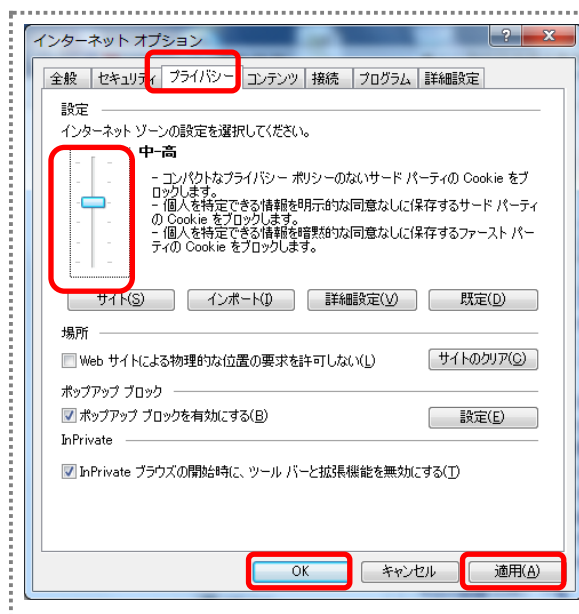 インターネット オプション
全般 セキュリティ プライバシー コンテンツ 接続 プログラム 詳細設定
設定
インターネット ゾーンの設定を選択してください。
中-高
- コンパクトなプライバシー ポリシーのないサード パーティの Cookie をブ
ロックします。
- 個人を特定できる情報を明示的な同意なしに保存するサード パーティ
の Cookie をブロックします。
- 個人を特定できる情報を暗黙的な同意なしに保存するファースト パー
ティの Cookie をブロックします。
サイト(S) インポート(I) 詳細設定(V) 既定(D)
場所
Web サイトによる物理的な位置の要求を許可しない(L) サイトのクリア(C)
ポップアップ ブロック
ポップアップ ブロックを有効にする(B) 設定(E)
InPrivate
InPrivate ブラウズの開始時に、ツール バーと拡張機能を無効にする(T)
OK キャンセル 適用(A)